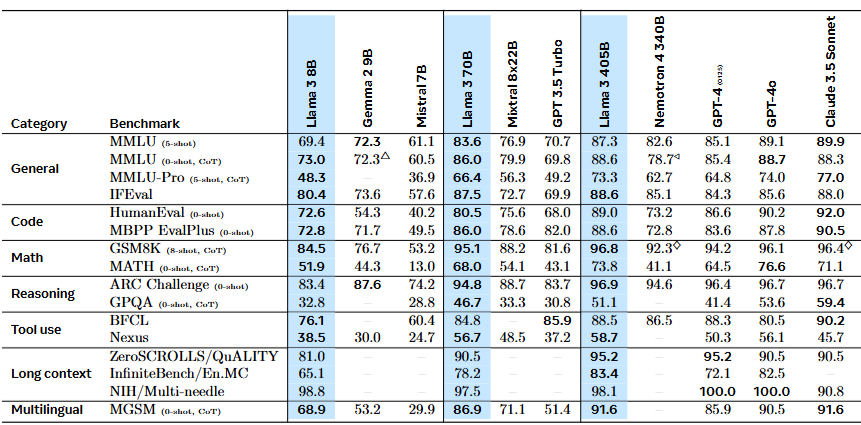 Category Benchmark Llama 3 8B Gemma 2 9B Mistral 7B Llama 3 70B Mixtral 8x22B GPT 3.5 Turbo Llama 3 405B Nemotron 4 340B GPT-4 (0125) GPT-4o Claude 3.5 Sonnet
General MMLU (5-shot) 69.4 72.3 61.1 83.6 76.9 70.7 87.3 82.6 85.1 89.1 89.9
MMLU (0-shot, CoT) 73.0 72.3△ 60.5 86.0 79.9 69.8 88.6 78.7◁ 85.4 88.7 88.3
MMLU-Pro (5-shot, CoT) 48.3 – 36.9 66.4 56.3 49.2 73.3 62.7 64.8 74.0 77.0
IFEval 80.4 73.6 57.6 87.5 72.7 69.9 88.6 85.1 84.3 85.6 88.0
Code HumanEval (0-shot) 72.6 54.3 40.2 80.5 75.6 68.0 89.0 73.2 86.6 90.2 92.0
MBPP EvalPlus (0-shot) 72.8 71.7 49.5 86.0 78.6 82.0 88.6 72.8 83.6 87.8 90.5
Math GSM8K (8-shot, CoT) 84.5 76.7 53.2 95.1 88.2 81.6 96.8 92.3◇ 94.2 96.1 96.4◇
MATH (0-shot, CoT) 51.9 44.3 13.0 68.0 54.1 43.1 73.8 41.1 64.5 76.6 71.1
Reasoning ARC Challenge (0-shot) 83.4 87.6 74.2 94.8 88.7 83.7 96.9 94.6 96.4 96.7 96.7
GPQA (0-shot, CoT) 32.8 – 28.8 46.7 33.3 30.8 51.1 – 41.4 53.6 59.4
Tool use BFCL 76.1 – 60.4 84.8 – 85.9 88.5 86.5 88.3 80.5 90.2
Nexus 38.5 30.0 24.7 56.7 48.5 37.2 58.7 – 50.3 56.1 45.7
Long context ZeroSCROLLS/QuALITY 81.0 – – 90.5 – – 95.2 – 95.2 90.5 90.5
InfiniteBench/En.MC 65.1 – – 78.2 – – 83.4 – 72.1 82.5 –
NIH/Multi-needle 98.8 – – 97.5 – – 98.1 – 100.0 100.0 90.8
Multilingual MGSM (0-shot, CoT) 68.9 53.2 29.9 86.9 71.1 51.4 91.6 – 85.9 90.5 91.6